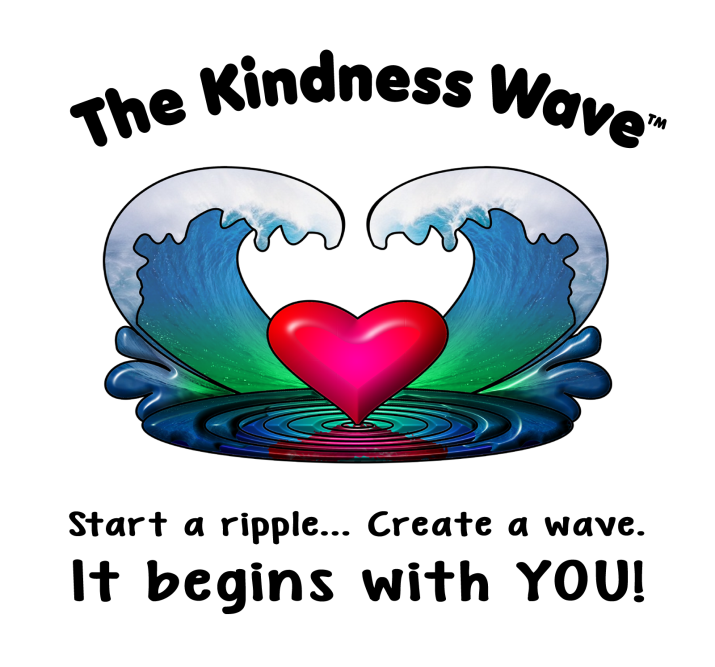 The Kindness Wave™
Start a ripple... Create a wave.
It begins with YOU!